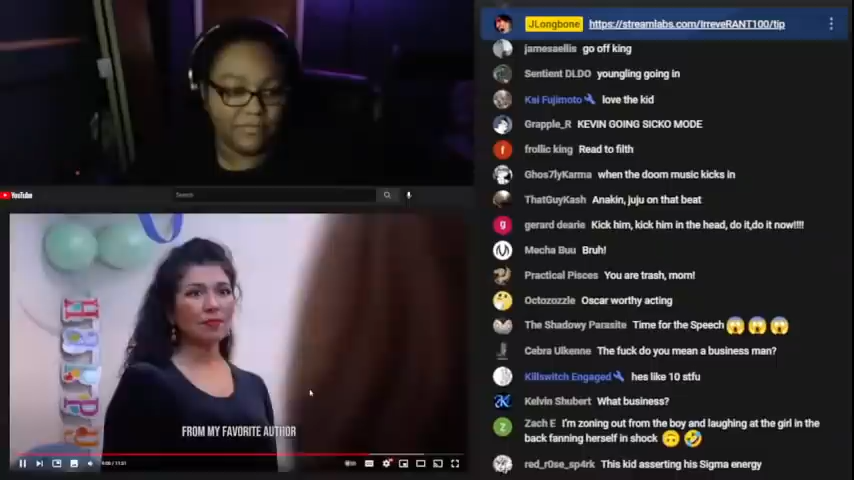 JLongbone https://streamlabs.com/IrreveRANT100/tip
jamesaellis go off king
Sentient DLDO youngling going in
Kai Fujimoto love the kid
Grapple_R KEVIN GOING SICKO MODE
frollic king Read to filth
Ghos7lyKarma when the doom music kicks in
ThatGuyKash Anakin, juju on that beat
gerard dearie Kick him, kick him in the head, do it,do it now!!!!
Mecha Buu Bruh!
Practical Pisces You are trash, mom!
Octozozzle Oscar worthy acting
The Shadowy Parasite Time for the Speech 😱 😱 😱
Cebra Ulkenne The fuck do you mean a business man?
Killswitch Engaged hes like 10 stfu
Kelvin Shubert What business?
Zach E I'm zoning out from the boy and laughing at the girl in the
back fanning herself in shock 🙃 🤣
red_r0se_sp4rk This kid asserting his Sigma energy
YouTube
Search
FROM MY FAVORITE AUTHOR